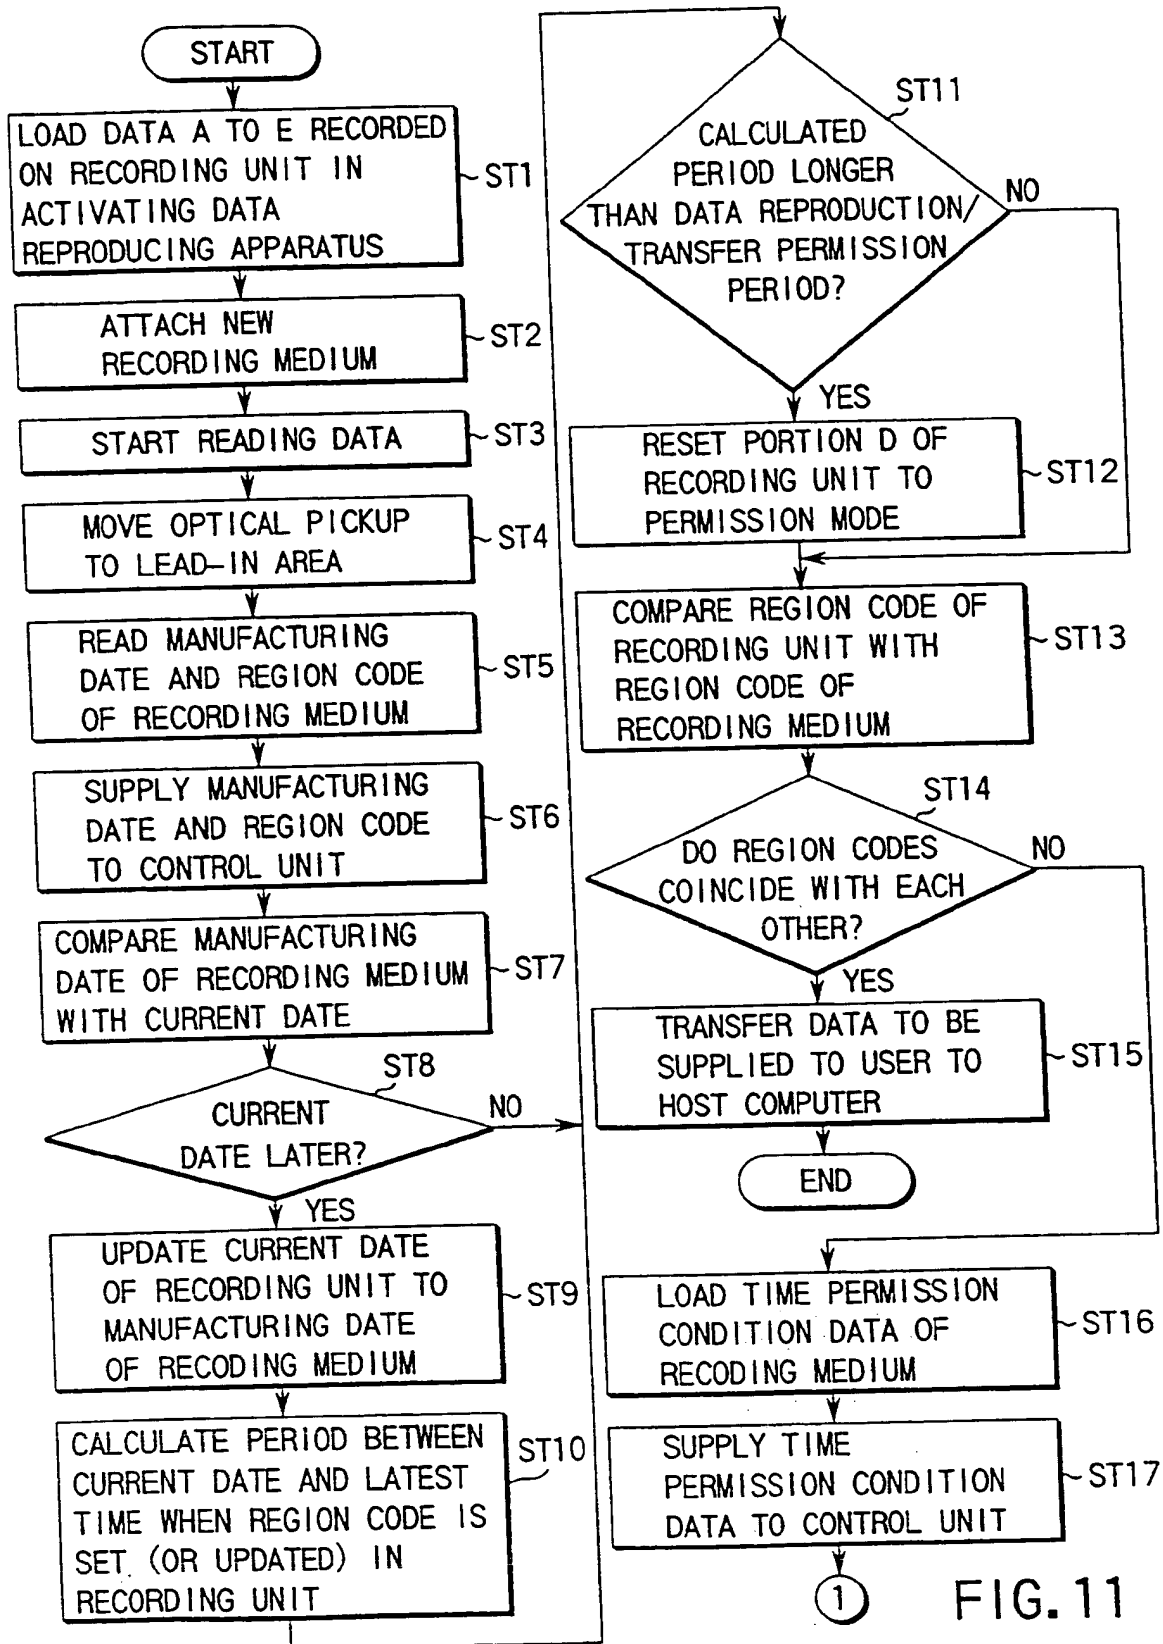 START
LOAD DATA A TO E RECORDED
ON RECORDING UNIT IN
ACTIVATING DATA
REPRODUCING APPARATUS
ST1
ATTACH NEW
RECORDING MEDIUM
ST2
START READING DATA
ST3
MOVE OPTICAL PICKUP
TO LEAD-IN AREA
ST4
READ MANUFACTURING
DATE AND REGION CODE
OF RECORDING MEDIUM
ST5
SUPPLY MANUFACTURING
DATE AND REGION CODE
TO CONTROL UNIT
ST6
COMPARE MANUFACTURING
DATE OF RECORDING MEDIUM
WITH CURRENT DATE
ST7
ST8
CURRENT
DATE LATER?
NO
YES
UPDATE CURRENT DATE
OF RECORDING UNIT TO
MANUFACTURING DATE
OF RECODING MEDIUM
ST9
CALCULATE PERIOD BETWEEN
CURRENT DATE AND LATEST
TIME WHEN REGION CODE IS
SET (OR UPDATED) IN
RECORDING UNIT
ST10
ST11
CALCULATED
PERIOD LONGER
THAN DATA REPRODUCTION/
TRANSFER PERMISSION
PERIOD?
NO
YES
RESET PORTION D OF
RECORDING UNIT TO
PERMISSION MODE
ST12
COMPARE REGION CODE OF
RECORDING UNIT WITH
REGION CODE OF
RECORDING MEDIUM
ST13
ST14
DO REGION CODES
COINCIDE WITH EACH
OTHER?
NO
YES
TRANSFER DATA TO BE
SUPPLIED TO USER TO
HOST COMPUTER
ST15
END
LOAD TIME PERMISSION
CONDITION DATA OF
RECODING MEDIUM
ST16
SUPPLY TIME
PERMISSION CONDITION
DATA TO CONTROL UNIT
ST17
1
FIG. 11